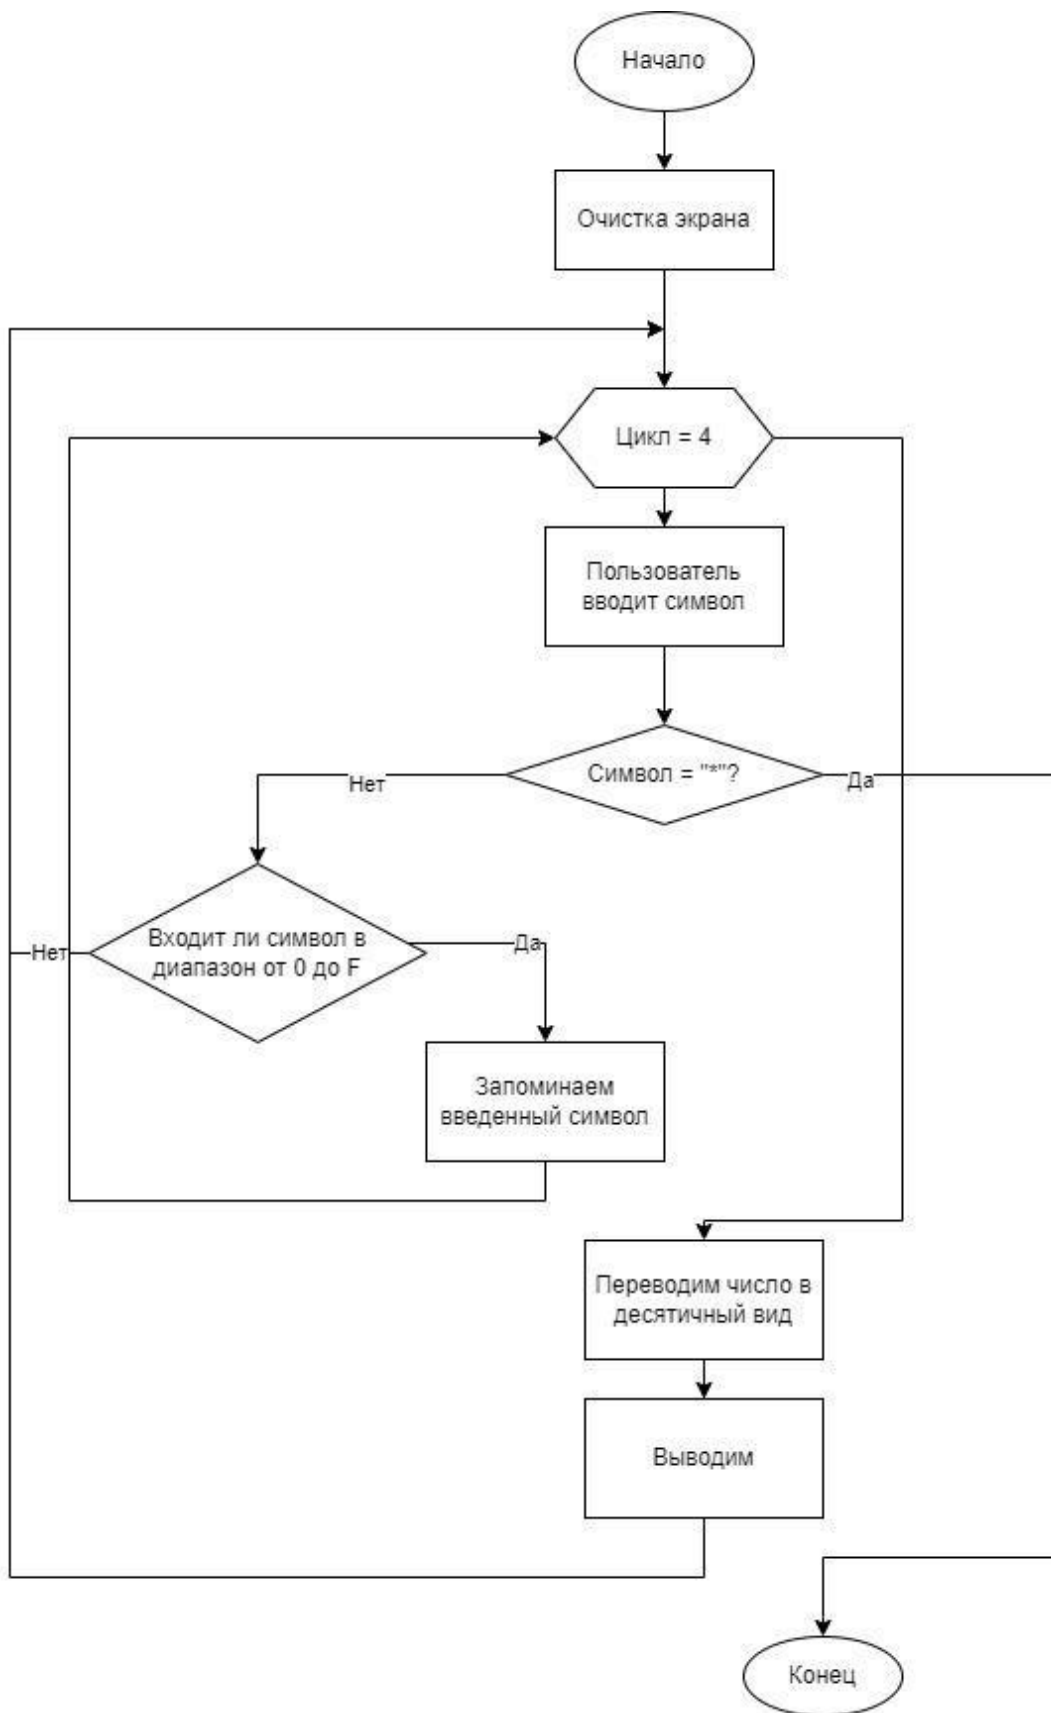 Начало
Очистка экрана
Цикл = 4
Пользователь
вводит символ
Символ = "*"?
Нет
Да
Входит ли символ в
диапазон от 0 до F
Нет
Да
Запоминаем
введенный символ
Переводим число в
десятичный вид
Выводим
Конец